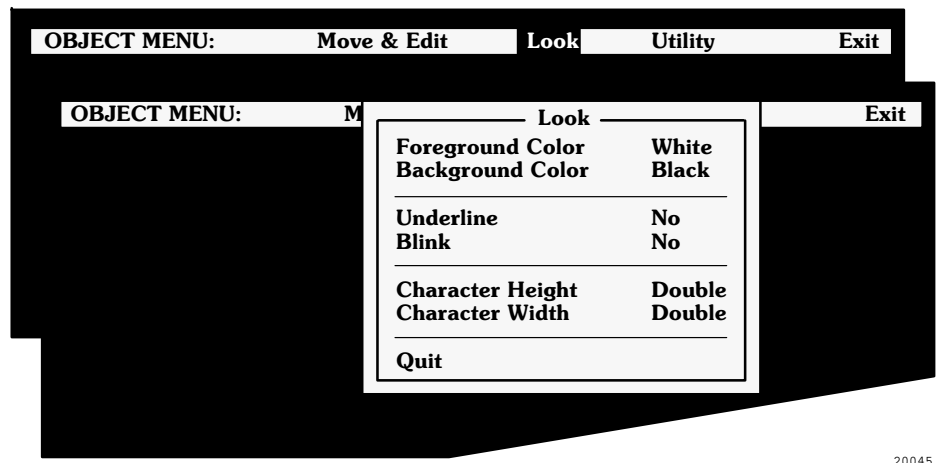 OBJECT MENU: Move & Edit Look Utility Exit
OBJECT MENU: M Exit
Look
Foreground Color White
Background Color Black
Underline No
Blink No
Character Height Double
Character Width Double
Quit
20045